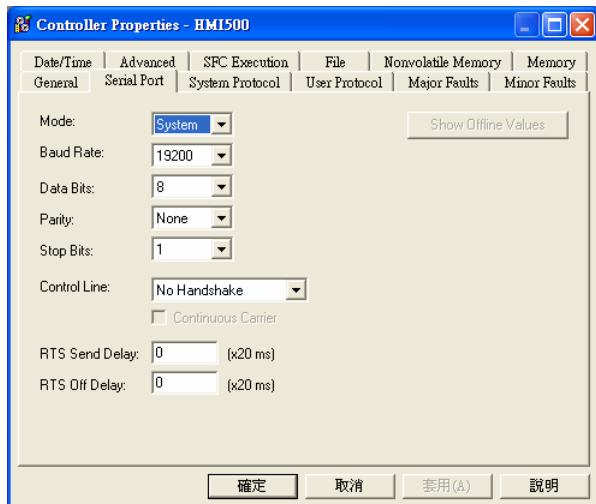 Controller Properties - HMI500
Date/Time Advanced SFC Execution File Nonvolatile Memory Memory
General Serial Port System Protocol User Protocol Major Faults Minor Faults
Mode: System Show Offline Values
Baud Rate: 19200
Data Bits: 8
Parity: None
Stop Bits: 1
Control Line: No Handshake
Continuous Carrier
RTS Send Delay: 0 (x20 ms)
RTS Off Delay: 0 (x20 ms)
確定 取消 套用(A) 說明